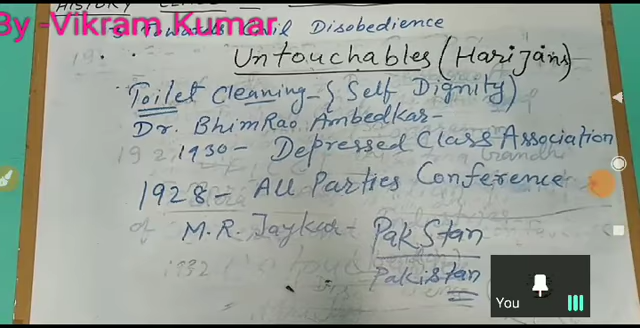 HISTORY
By -Vikram Kumar
Towards Civil Disobedience
Untouchables (Harijans)
Toilet Cleaning - { Self Dignity)
Dr. BhimRao Ambedkar-
1930- Depressed Class Association
1928- All Parties Conference
M.R. Jaykar- PakStan
Pakistan
You